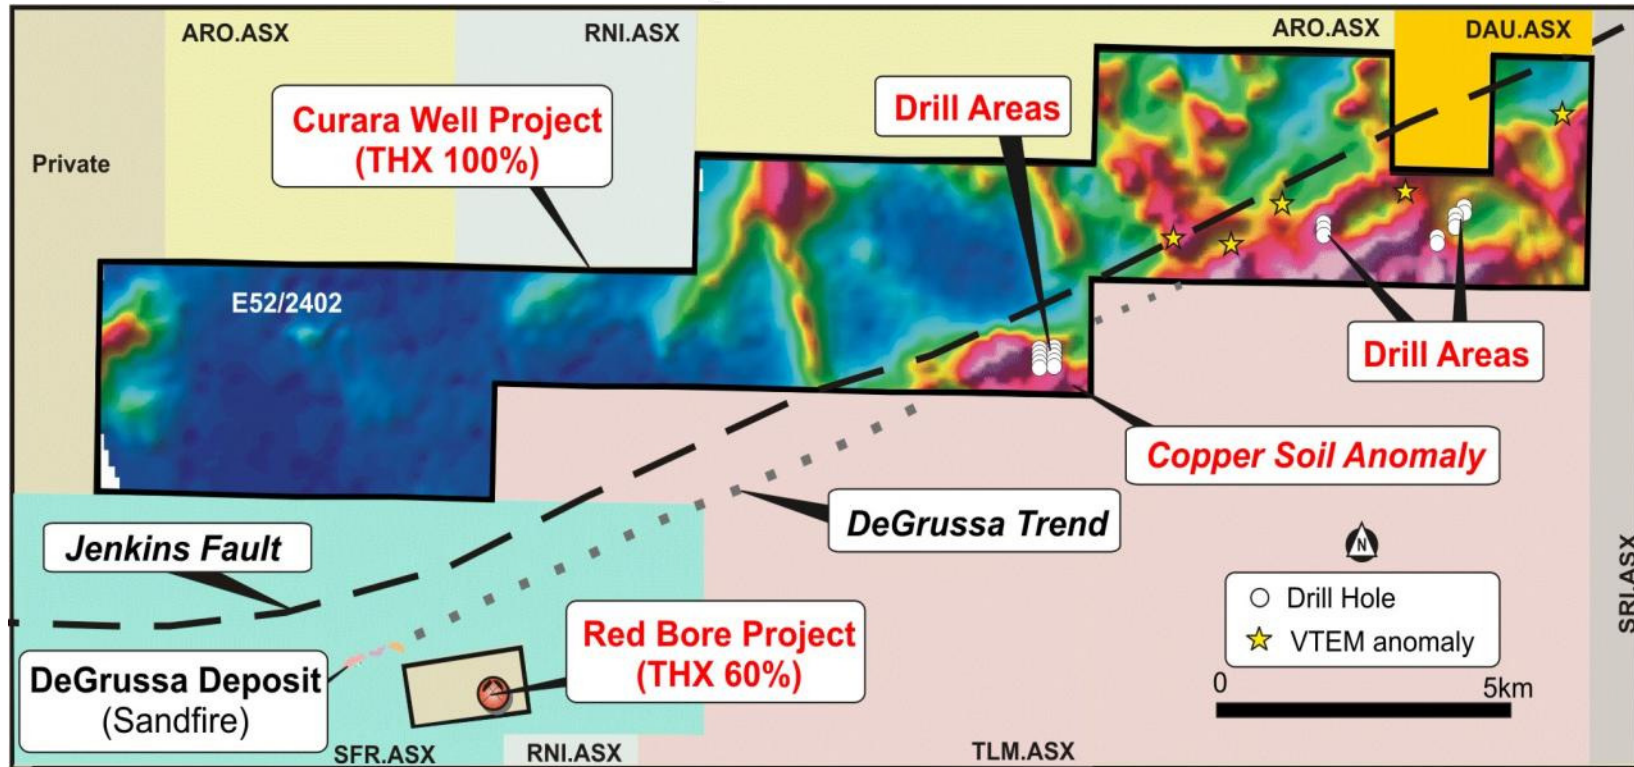 ARO.ASX
RNI.ASX
ARO.ASX
DAU.ASX
Curara Well Project
(THX 100%)
Drill Areas
Private
E52/2402
Drill Areas
Copper Soil Anomaly
DeGrussa Trend
Jenkins Fault
N
Drill Hole
VTEM anomaly
SRI.ASX
Red Bore Project
(THX 60%)
DeGrussa Deposit
(Sandfire)
0
5km
SFR.ASX
RNI.ASX
TLM.ASX